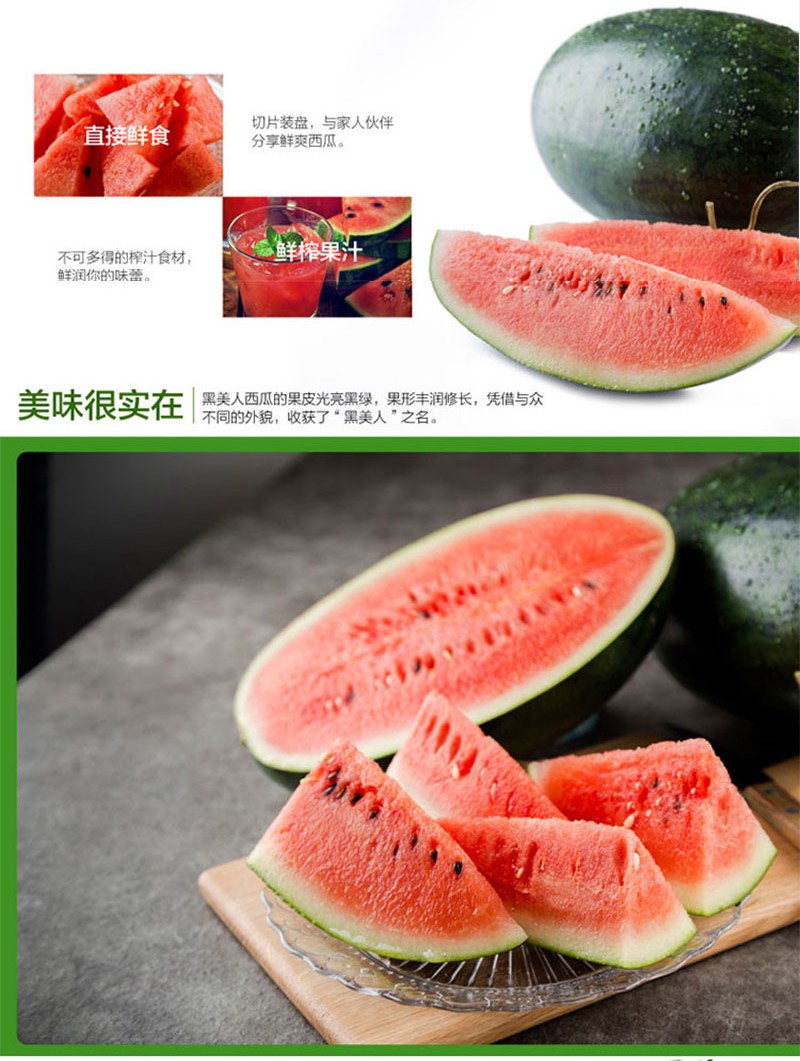 直接鲜食
切片装盘，与家人伙伴
分享鲜爽西瓜。
鲜榨果汁
不可多得的榨汁食材，
鲜润你的味蕾。
美味很实在
黑美人西瓜的果皮光亮黑绿，果形丰润修长，凭借与众
不同的外貌，收获了“黑美人”之名。